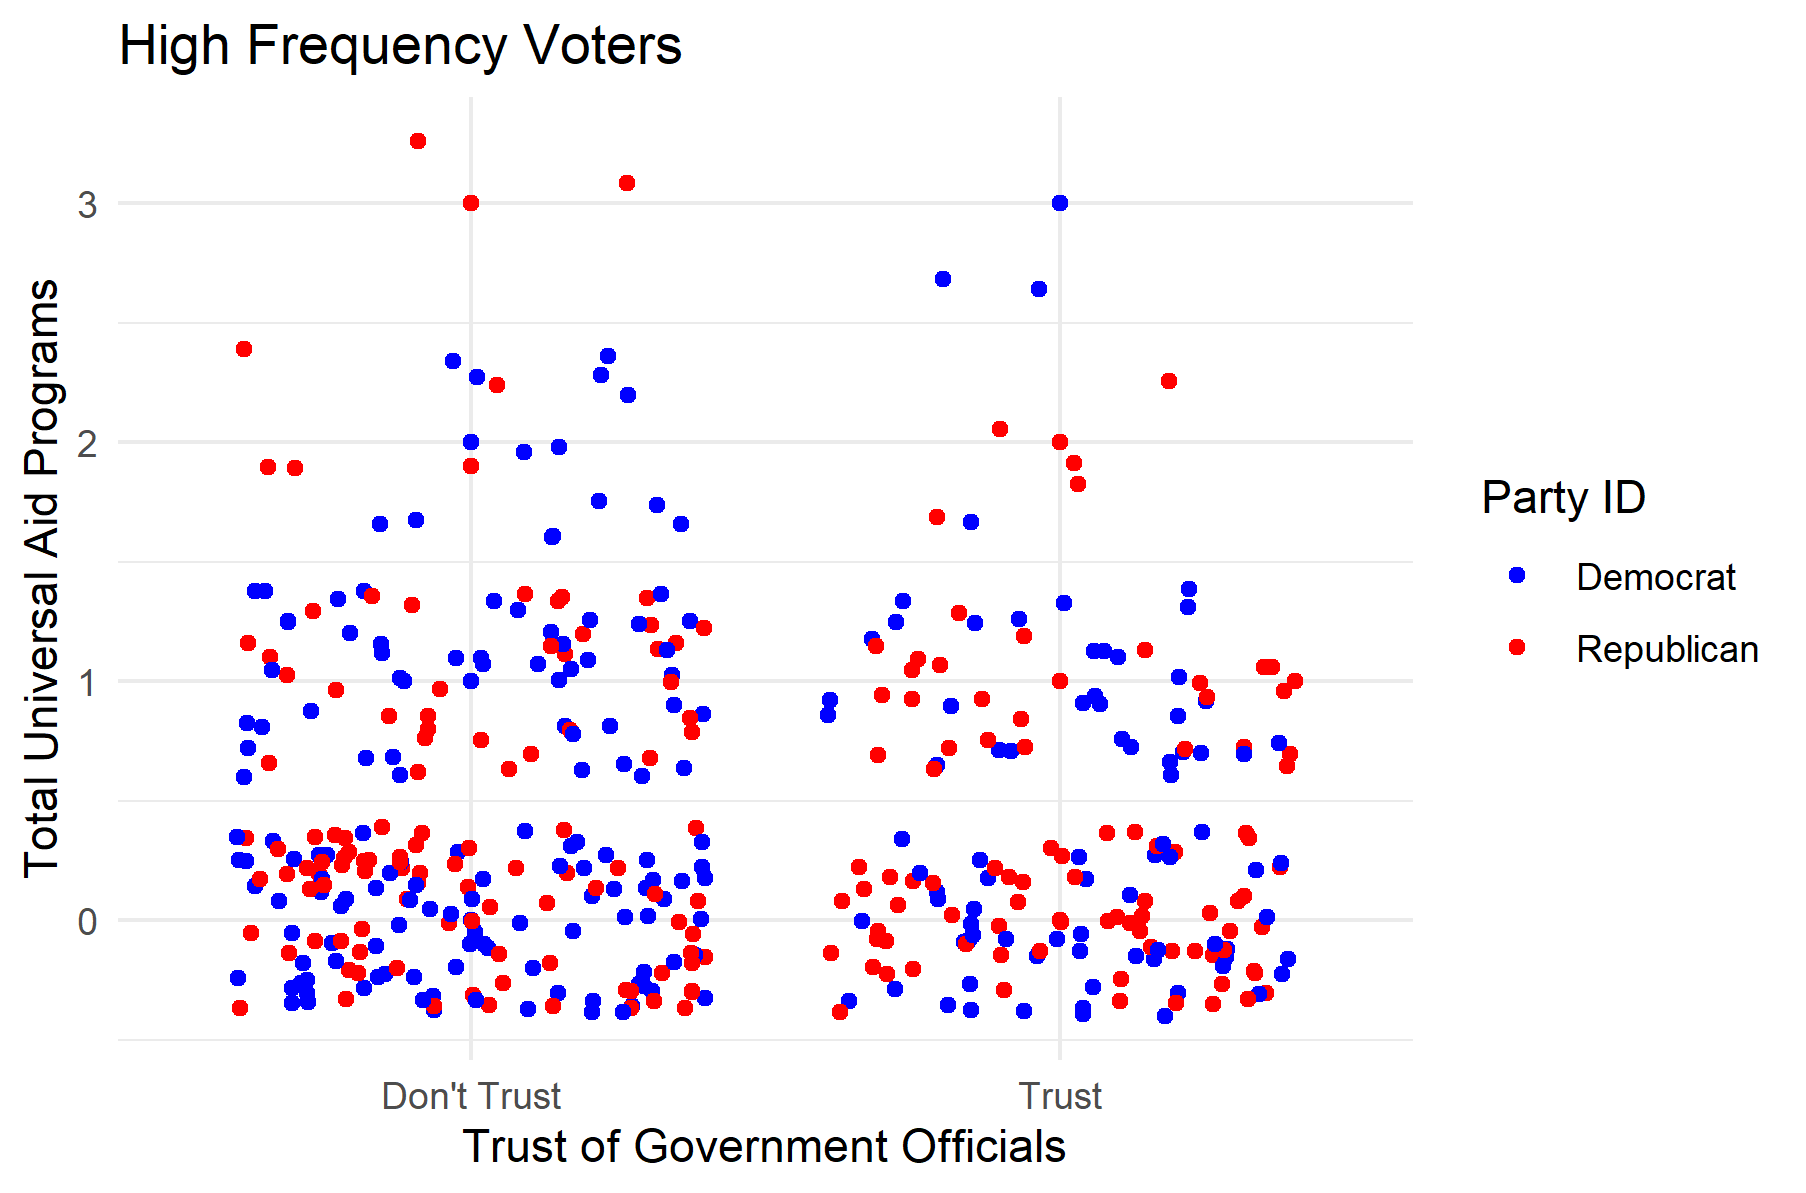 High Frequency Voters
Total Universal Aid Programs
3
2
1
0
Don't Trust
Trust
Trust of Government Officials
Party ID
Democrat
Republican